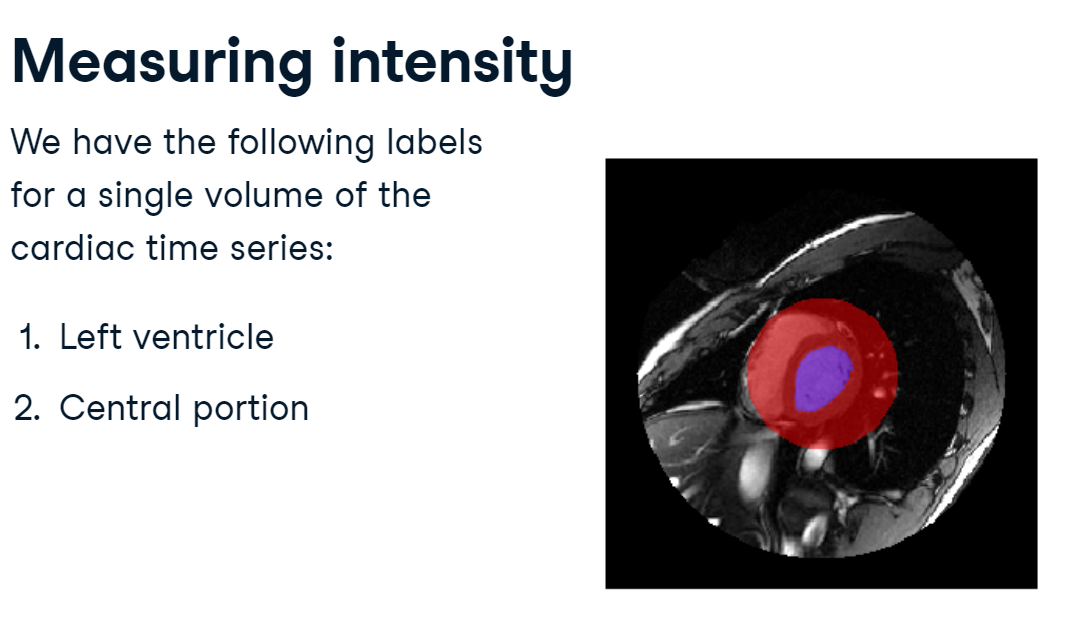 Measuring intensity
We have the following labels
for a single volume of the
cardiac time series:
1. Left ventricle
2. Central portion